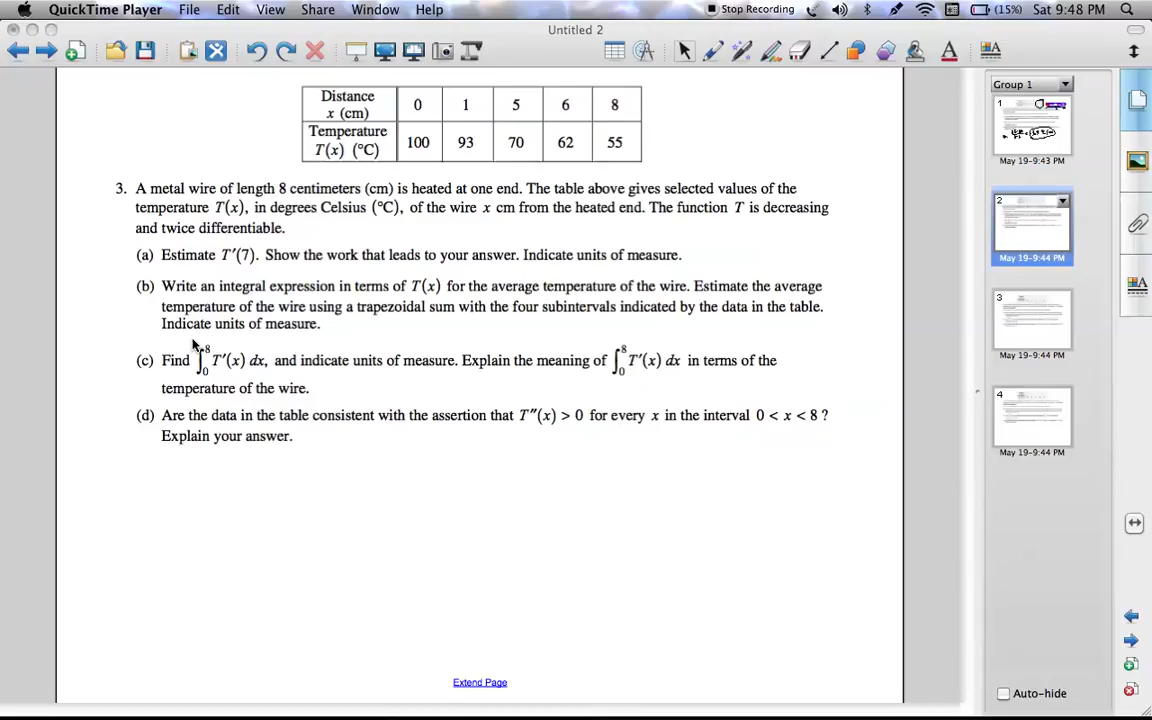 QuickTime Player File Edit View Share Window Help Stop Recording (15%) Sat 9:48 PM
Untitled 2
Distance x (cm) 0 1 5 6 8
Temperature T(x) (°C) 100 93 70 62 55
3. A metal wire of length 8 centimeters (cm) is heated at one end. The table above gives selected values of the
temperature T(x), in degrees Celsius (°C), of the wire x cm from the heated end. The function T is decreasing
and twice differentiable.
(a) Estimate T′(7). Show the work that leads to your answer. Indicate units of measure.
(b) Write an integral expression in terms of T(x) for the average temperature of the wire. Estimate the average
temperature of the wire using a trapezoidal sum with the four subintervals indicated by the data in the table.
Indicate units of measure.
(c) Find ∫₀⁸ T′(x) dx, and indicate units of measure. Explain the meaning of ∫₀⁸ T′(x) dx in terms of the
temperature of the wire.
(d) Are the data in the table consistent with the assertion that T″(x) > 0 for every x in the interval 0 < x < 8 ?
Explain your answer.
Extend Page
Group 1
1
May 19–9:43 PM
2
May 19–9:44 PM
3
May 19–9:44 PM
4
May 19–9:44 PM
Auto-hide